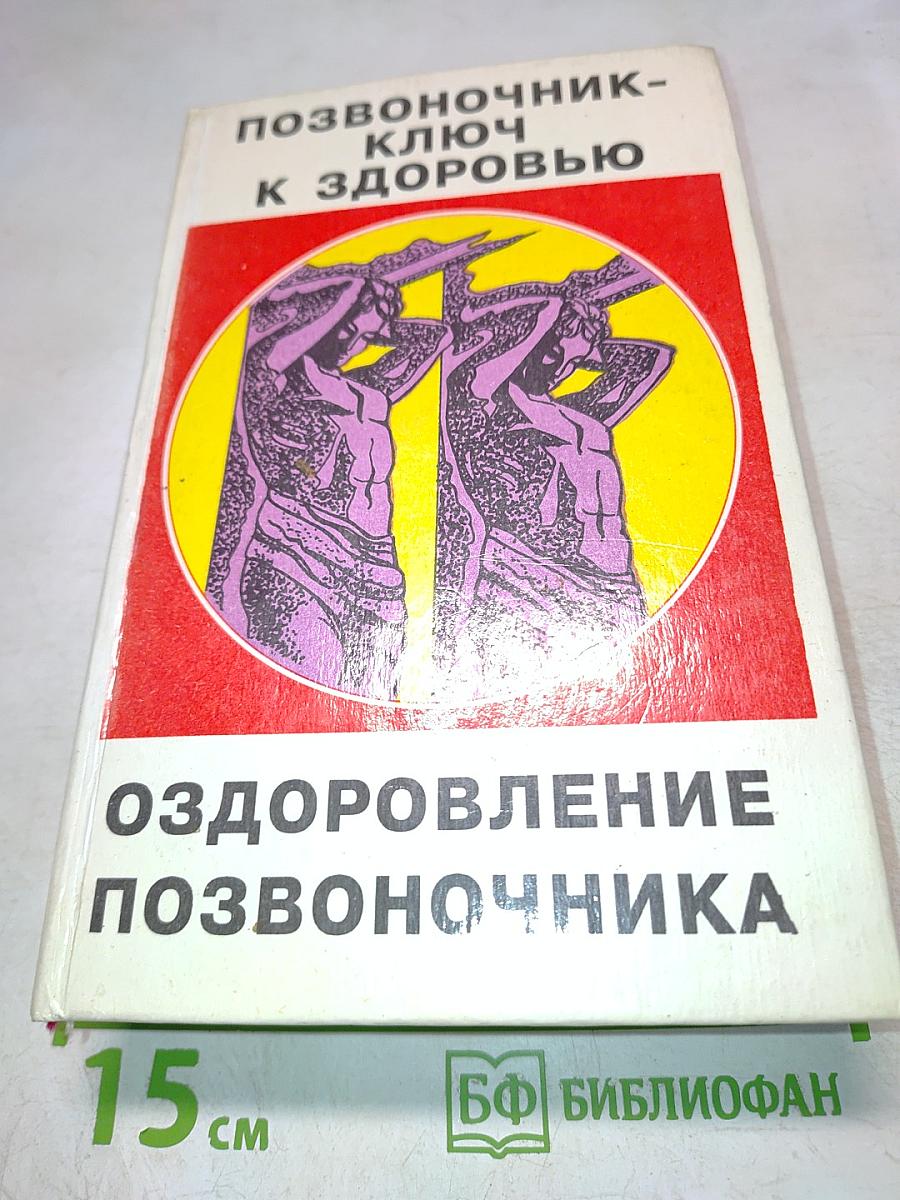 ПОЗВОНОЧНИК-
КЛЮЧ
К ЗДОРОВЬЮ
ОЗДОРОВЛЕНИЕ
ПОЗВОНОЧНИКА
15 см
БФ БИБЛИОФАН